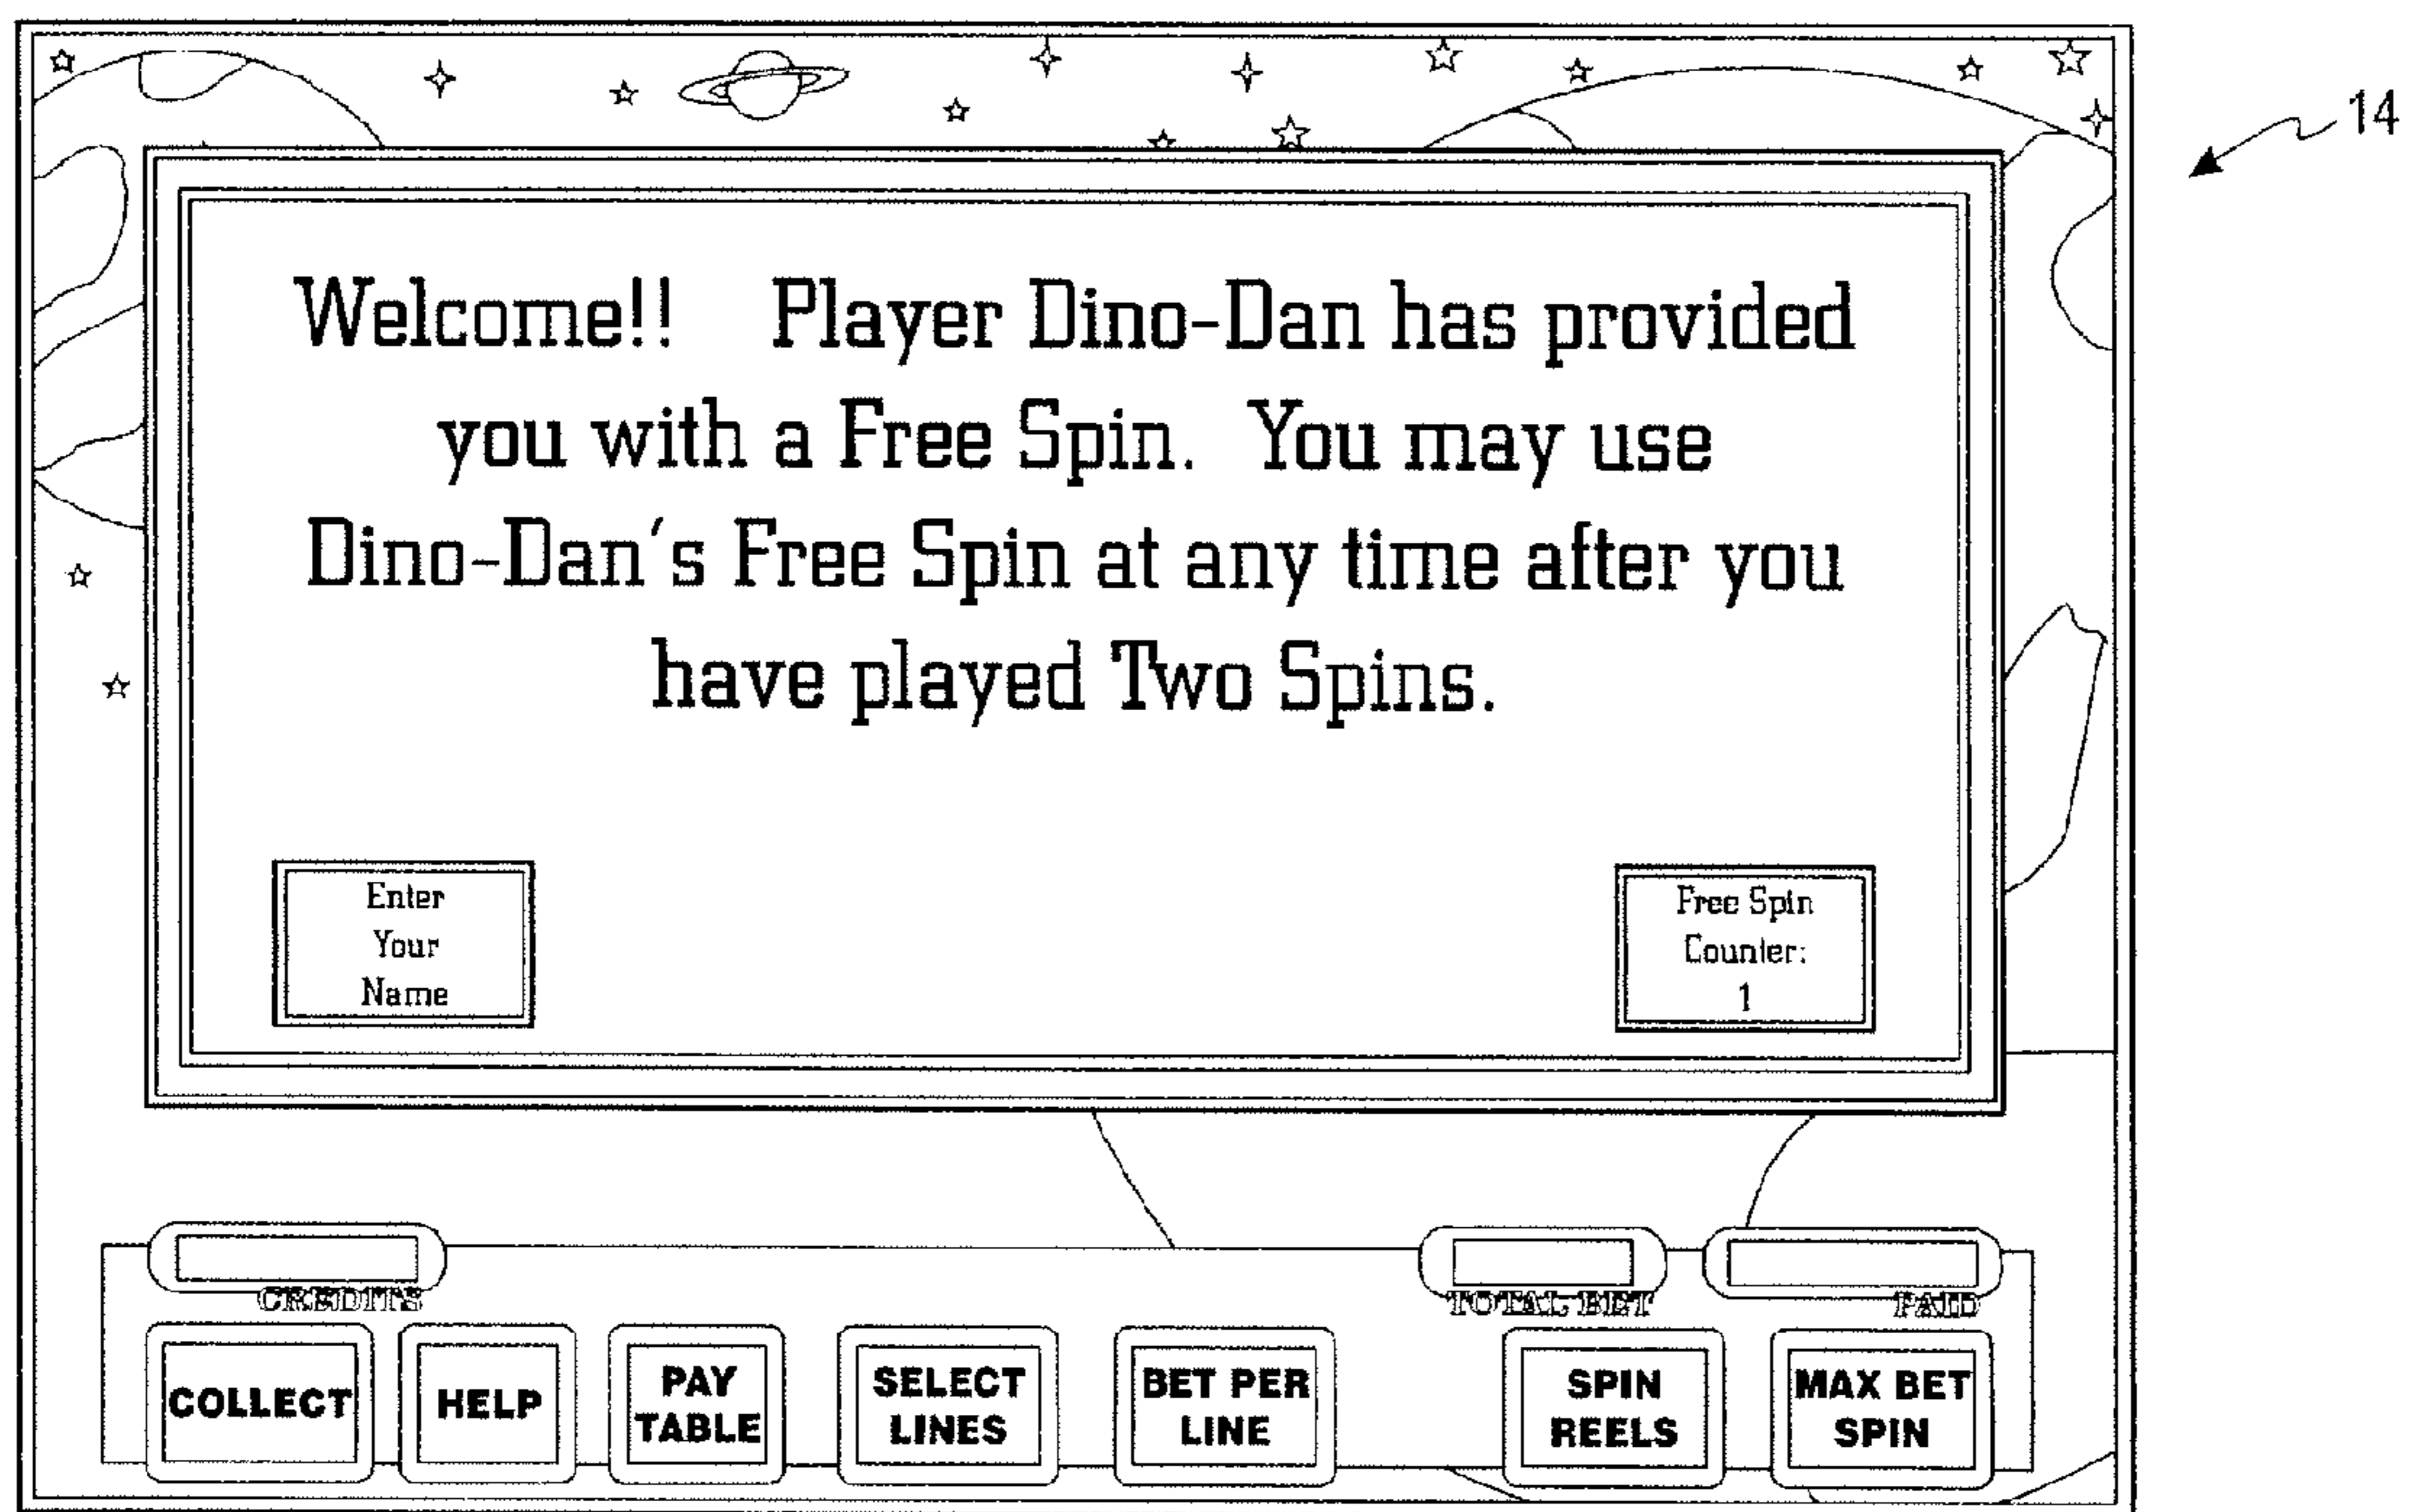 14
Welcome!! Player Dino-Dan has provided
you with a Free Spin. You may use
Dino-Dan's Free Spin at any time after you
have played Two Spins.
Enter
Your
Name
Free Spin
Counter:
1
CREDITS
TOTAL BET
PAID
COLLECT
HELP
PAY
TABLE
SELECT
LINES
BET PER
LINE
SPIN
REELS
MAX BET
SPIN